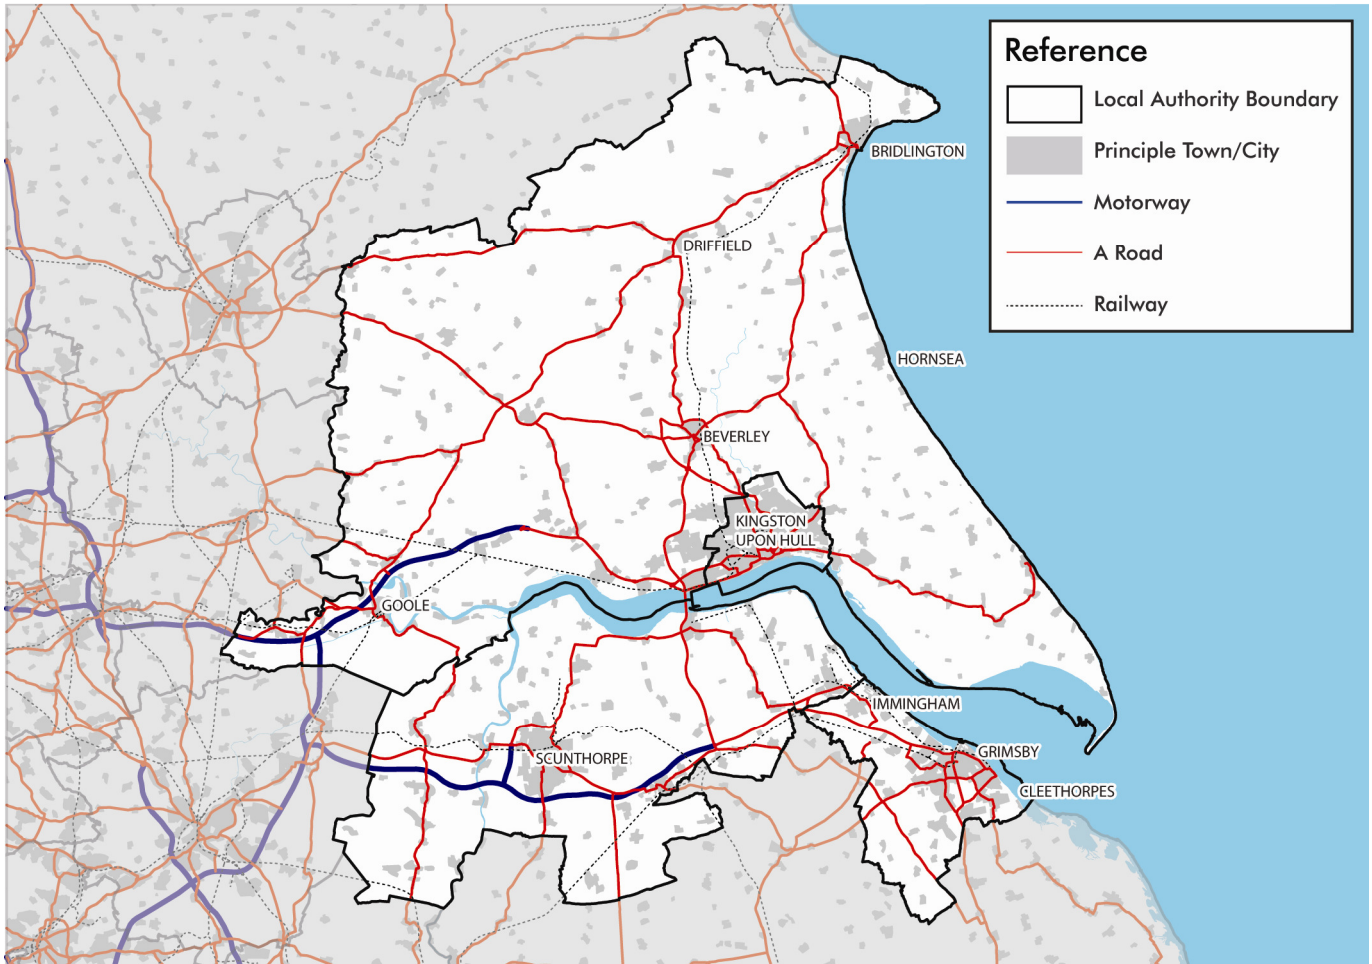 Reference
Local Authority Boundary
Principle Town/City
Motorway
A Road
Railway
BRIDLINGTON
DRIFFIELD
HORNSEA
BEVERLEY
KINGSTON
UPON HULL
GOOLE
IMMINGHAM
GRIMSBY
SCUNTHORPE
CLEETHORPES